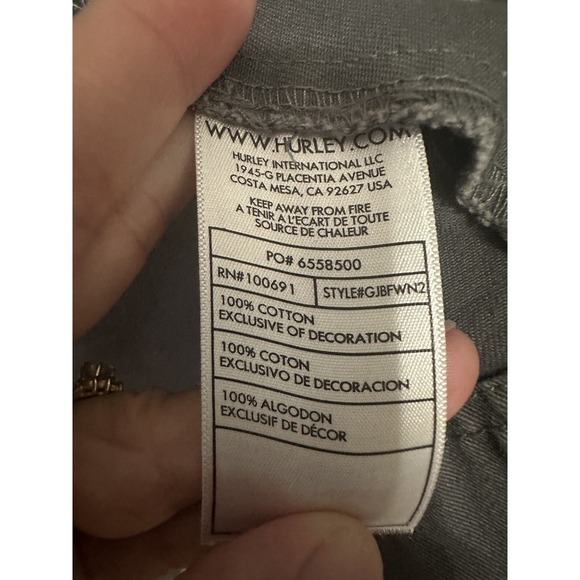 WWW.HURLEY.COM
HURLEY INTERNATIONAL LLC
1945-G PLACENTIA AVENUE
COSTA MESA, CA 92627 USA
KEEP AWAY FROM FIRE
A TENIR A L'ECART DE TOUTE
SOURCE DE CHALEUR
PO# 6558500
RN#100691 STYLE#GJBFWN2
100% COTTON
EXCLUSIVE OF DECORATION
100% COTON
EXCLUSIVO DE DECORACION
100% ALGODON
EXCLUSIF DE DÉCOR